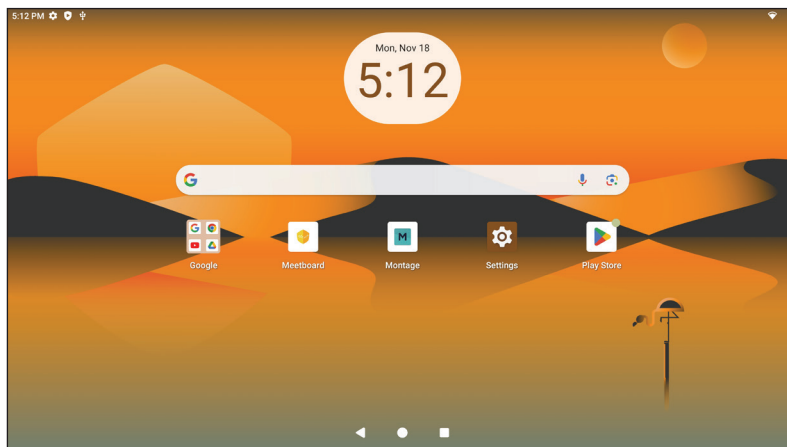 5:12 PM
Mon, Nov 18
5:12
Google
Meetboard
Montage
Settings
Play Store
M